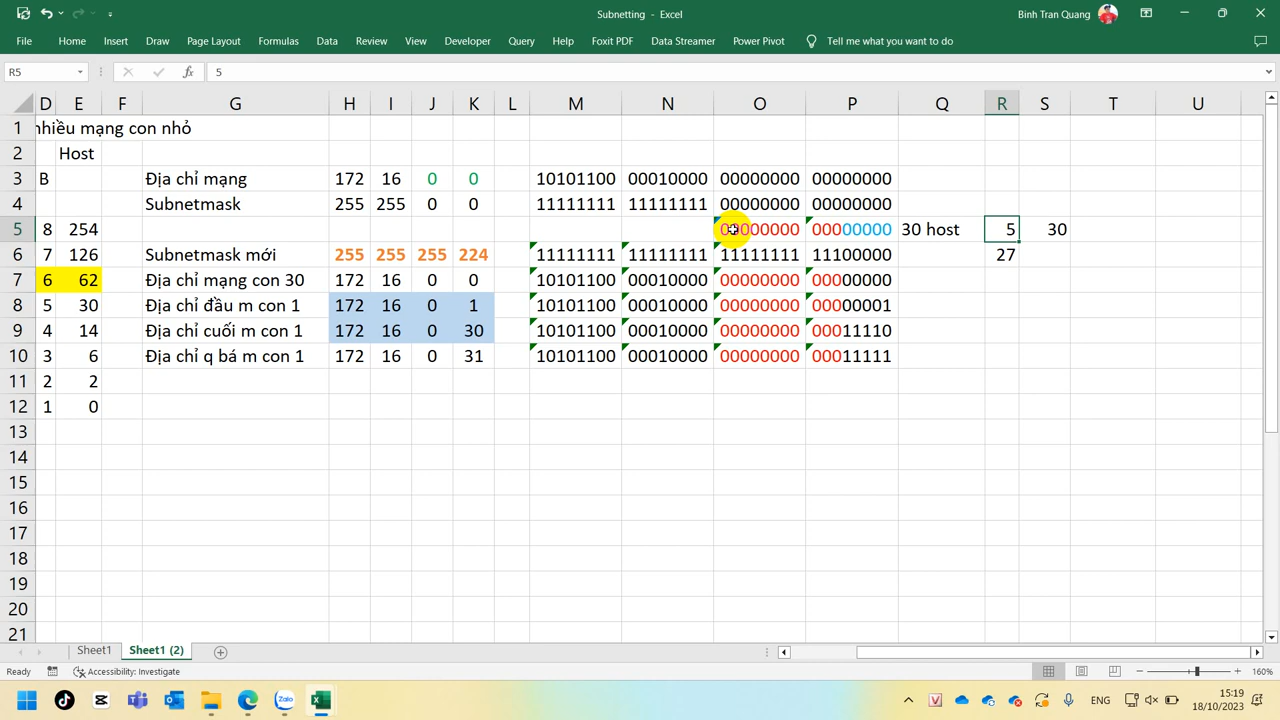 Subnetting - Excel
Binh Tran Quang
File Home Insert Draw Page Layout Formulas Data Review View Developer Query Help Foxit PDF Data Streamer Power Pivot Tell me what you want to do
R5 fx 5
D E F G H I J K L M N O P Q R S T U
1 nhiều mạng con nhỏ
2 Host
3 B Địa chỉ mạng 172 16 0 0 10101100 00010000 00000000 00000000
4 Subnetmask 255 255 0 0 11111111 11111111 00000000 00000000
5 8 254 00000000 00000000 30 host 5 30
6 7 126 Subnetmask mới 255 255 255 224 11111111 11111111 11111111 11100000 27
7 6 62 Địa chỉ mạng con 30 172 16 0 0 10101100 00010000 00000000 00000000
8 5 30 Địa chỉ đầu m con 1 172 16 0 1 10101100 00010000 00000000 00000001
9 4 14 Địa chỉ cuối m con 1 172 16 0 30 10101100 00010000 00000000 00011110
10 3 6 Địa chỉ q bá m con 1 172 16 0 31 10101100 00010000 00000000 00011111
11 2 2
12 1 0
13
14
15
16
17
18
19
20
21
Sheet1 Sheet1 (2)
Ready Accessibility: Investigate 160%
Zalo V ENG 15:19
18/10/2023